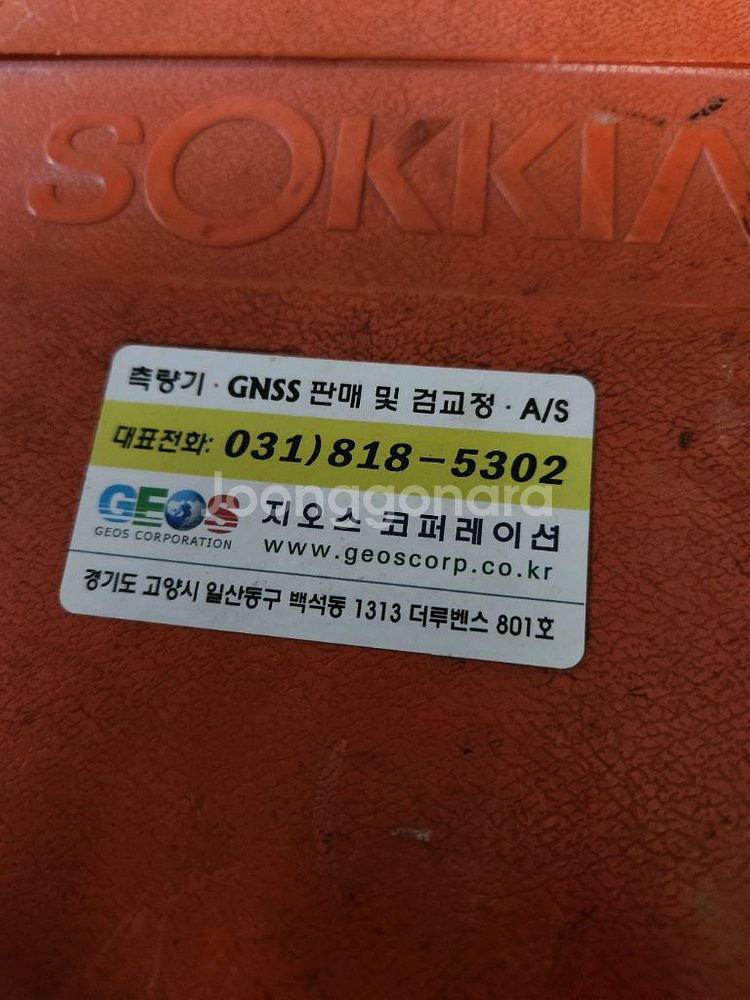 SOKKIA
측량기 · GNSS 판매 및 검교정 · A/S
대표전화: 031)818-5302
GEOS 지오스 코퍼레이션
GEOS CORPORATION www.geoscorp.co.kr
경기도 고양시 일산동구 백석동 1313 더루벤스 801호
joonggonara